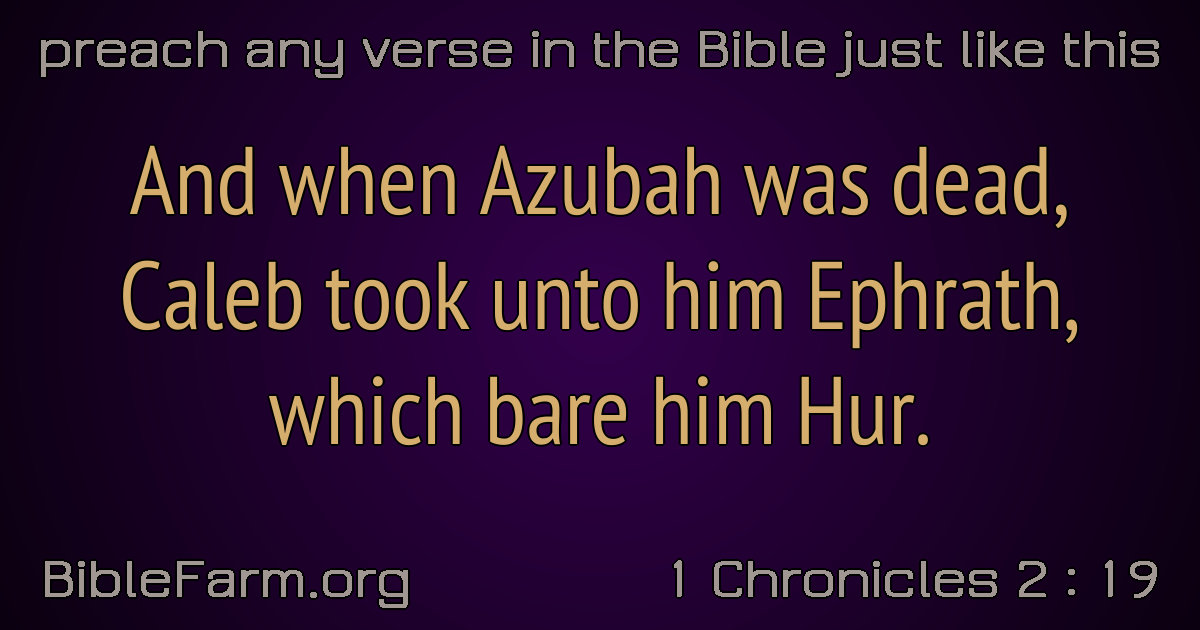 preach any verse in the Bible just like this
And when Azubah was dead,
Caleb took unto him Ephrath,
which bare him Hur.
BibleFarm.org
1 Chronicles 2 : 19